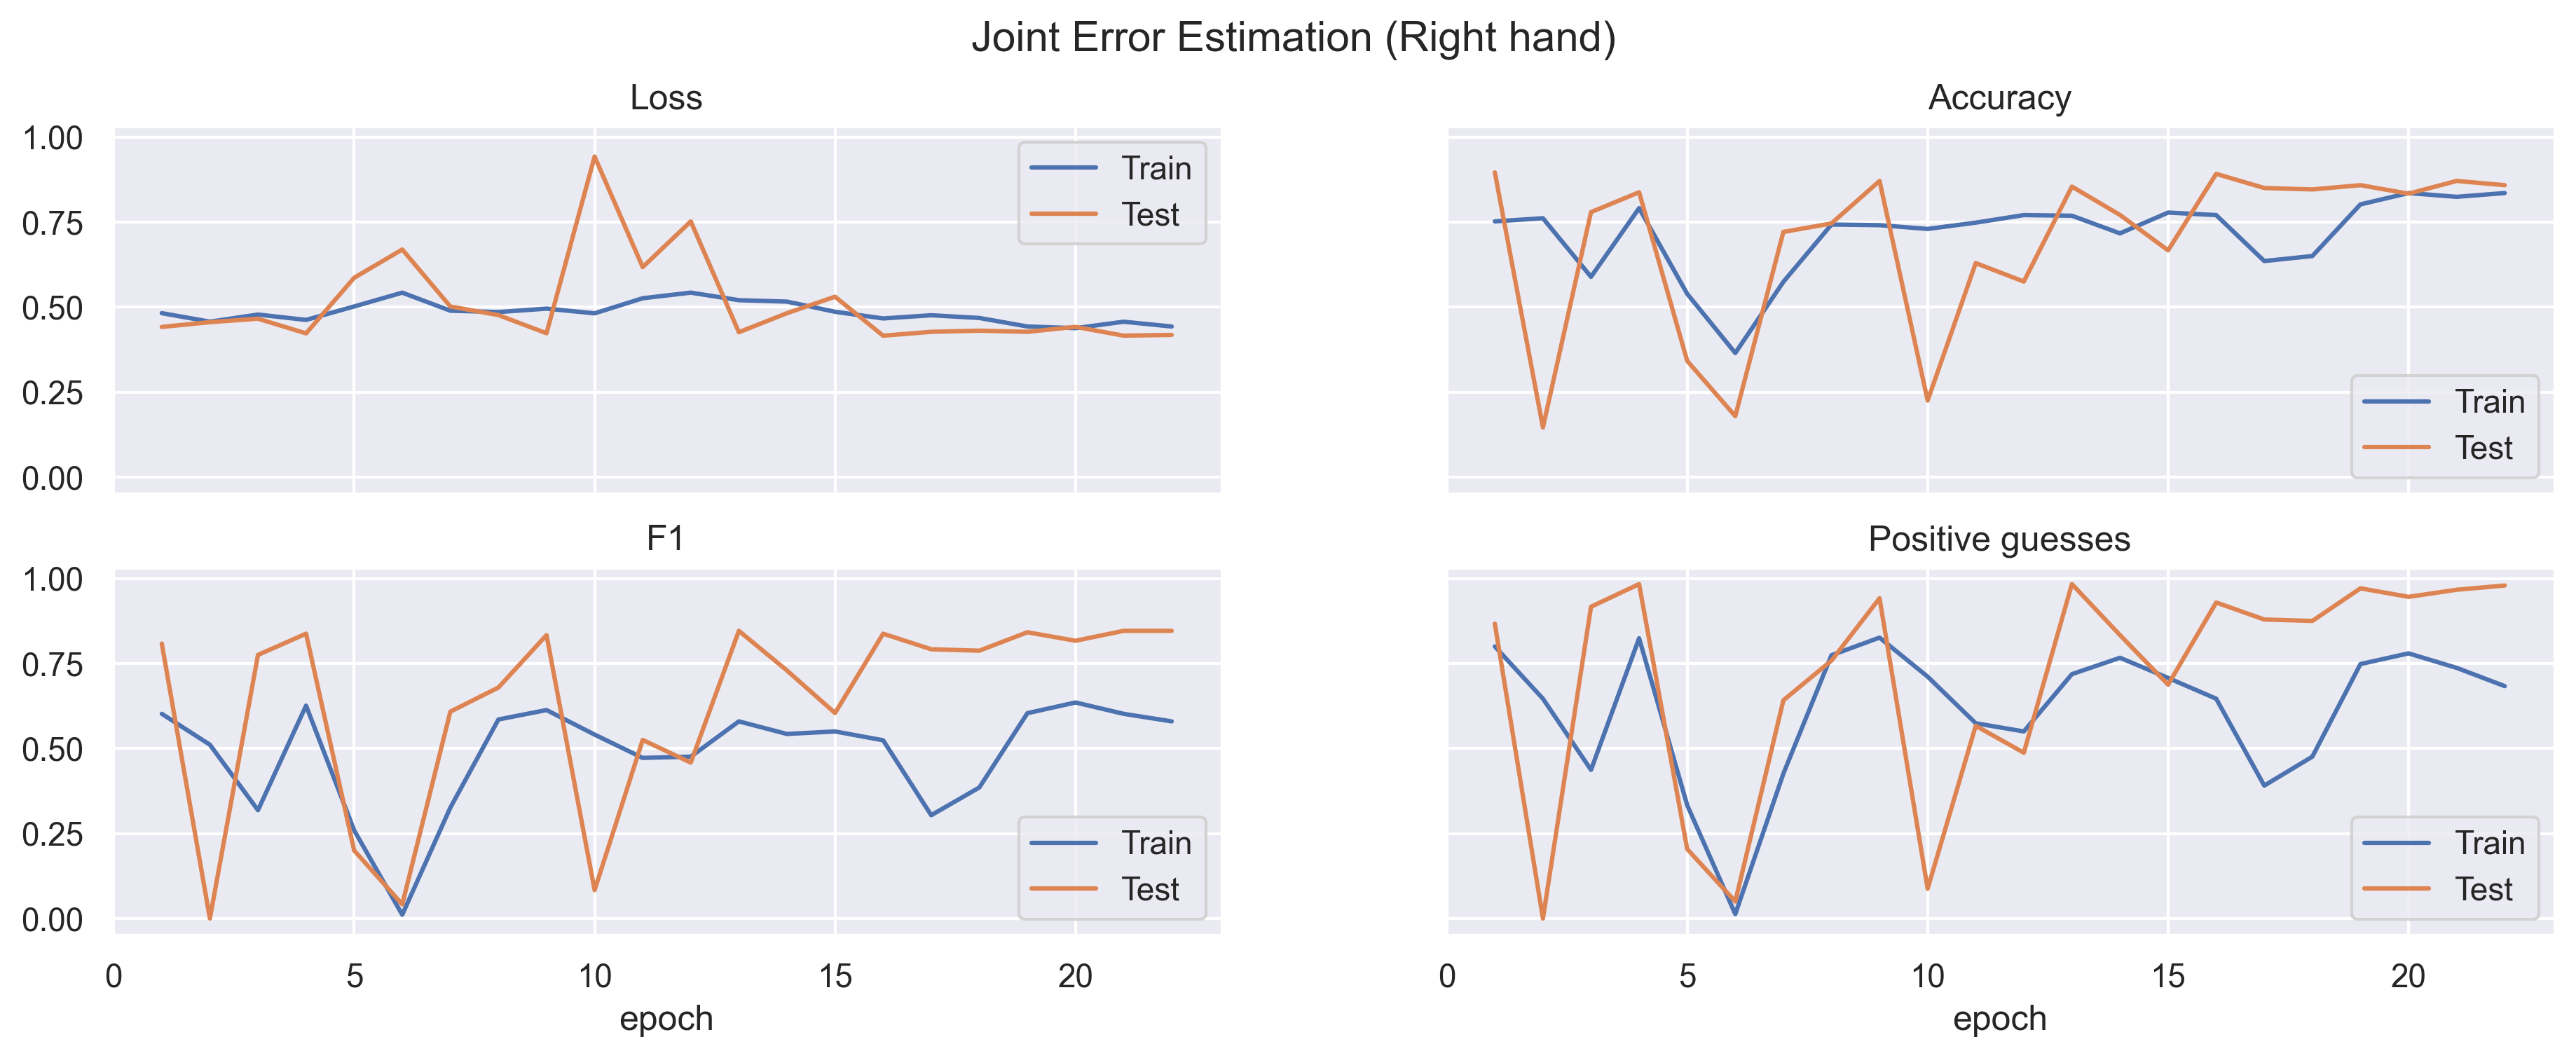 Joint Error Estimation (Right hand)
Loss
1.00
0.75
0.50
0.25
0.00
Train
Test
Accuracy
Train
Test
F1
1.00
0.75
0.50
0.25
0.00
Train
Test
0 5 10 15 20
epoch
Positive guesses
Train
Test
0 5 10 15 20
epoch